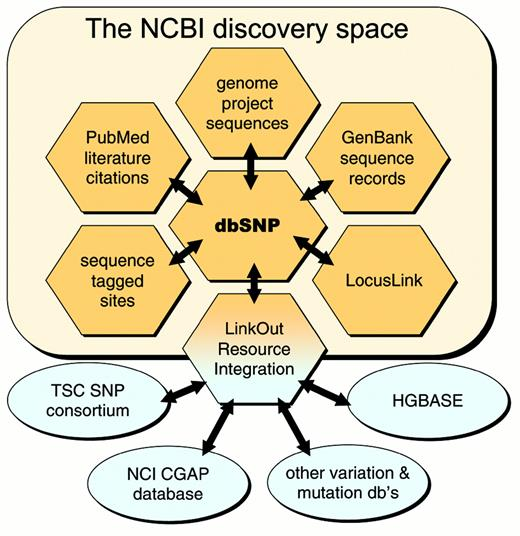 The NCBI discovery space
genome
project
sequences
PubMed
literature
citations
GenBank
sequence
records
dbSNP
sequence
tagged
sites
LocusLink
LinkOut
Resource
Integration
TSC SNP
consortium
HGBASE
NCI CGAP
database
other variation &
mutation db's